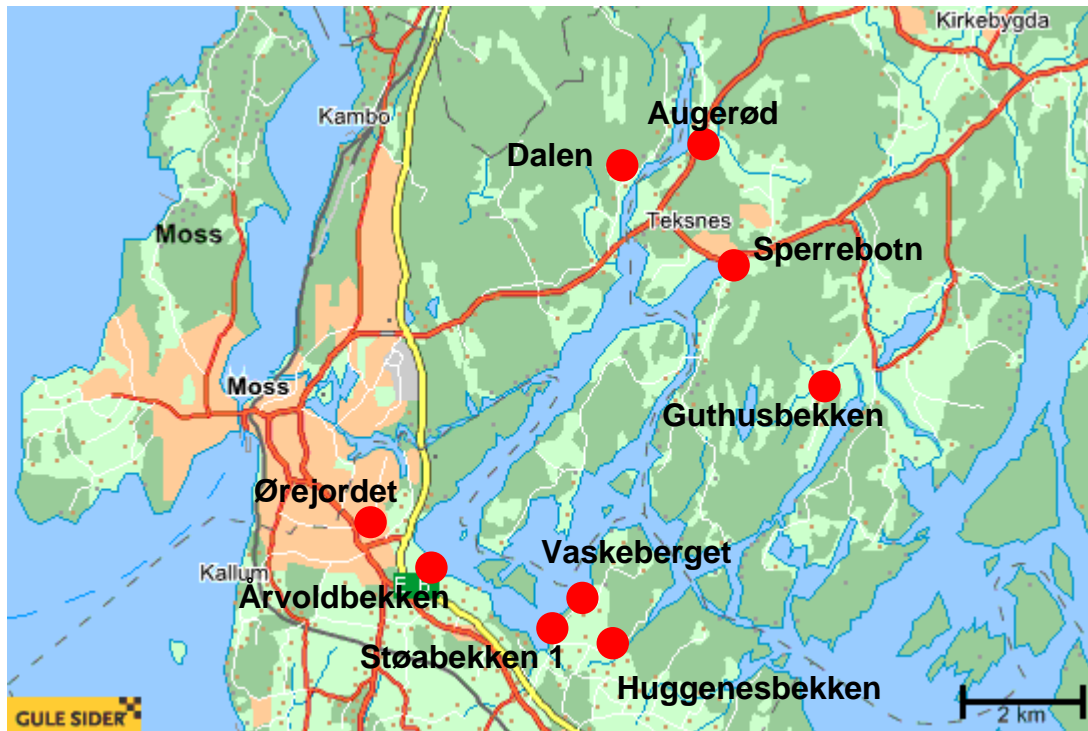 Kirkebygda
Kambo
Augerød
Dalen
Moss
Teksnes
Sperrebotn
Moss
Guthusbekken
Ørejordet
Vaskeberget
Kallum
E 6
Årvoldbekken
Støabekken 1
Huggenesbekken
GULE SIDER
2 km